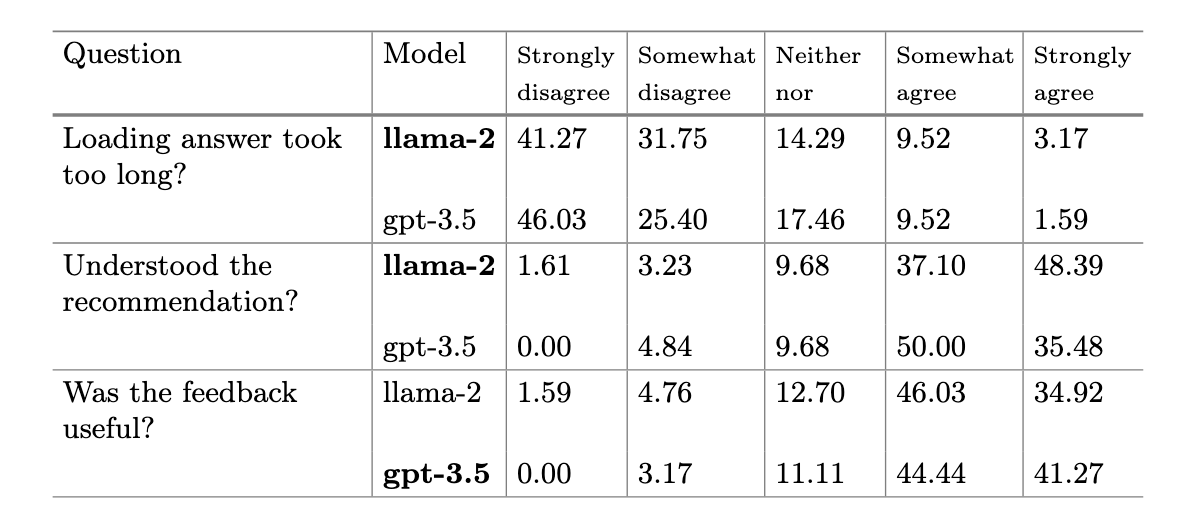 Question Model Strongly Somewhat Neither Somewhat Strongly
disagree disagree nor agree agree
Loading answer took llama-2 41.27 31.75 14.29 9.52 3.17
too long?
gpt-3.5 46.03 25.40 17.46 9.52 1.59
Understood the llama-2 1.61 3.23 9.68 37.10 48.39
recommendation?
gpt-3.5 0.00 4.84 9.68 50.00 35.48
Was the feedback llama-2 1.59 4.76 12.70 46.03 34.92
useful?
gpt-3.5 0.00 3.17 11.11 44.44 41.27